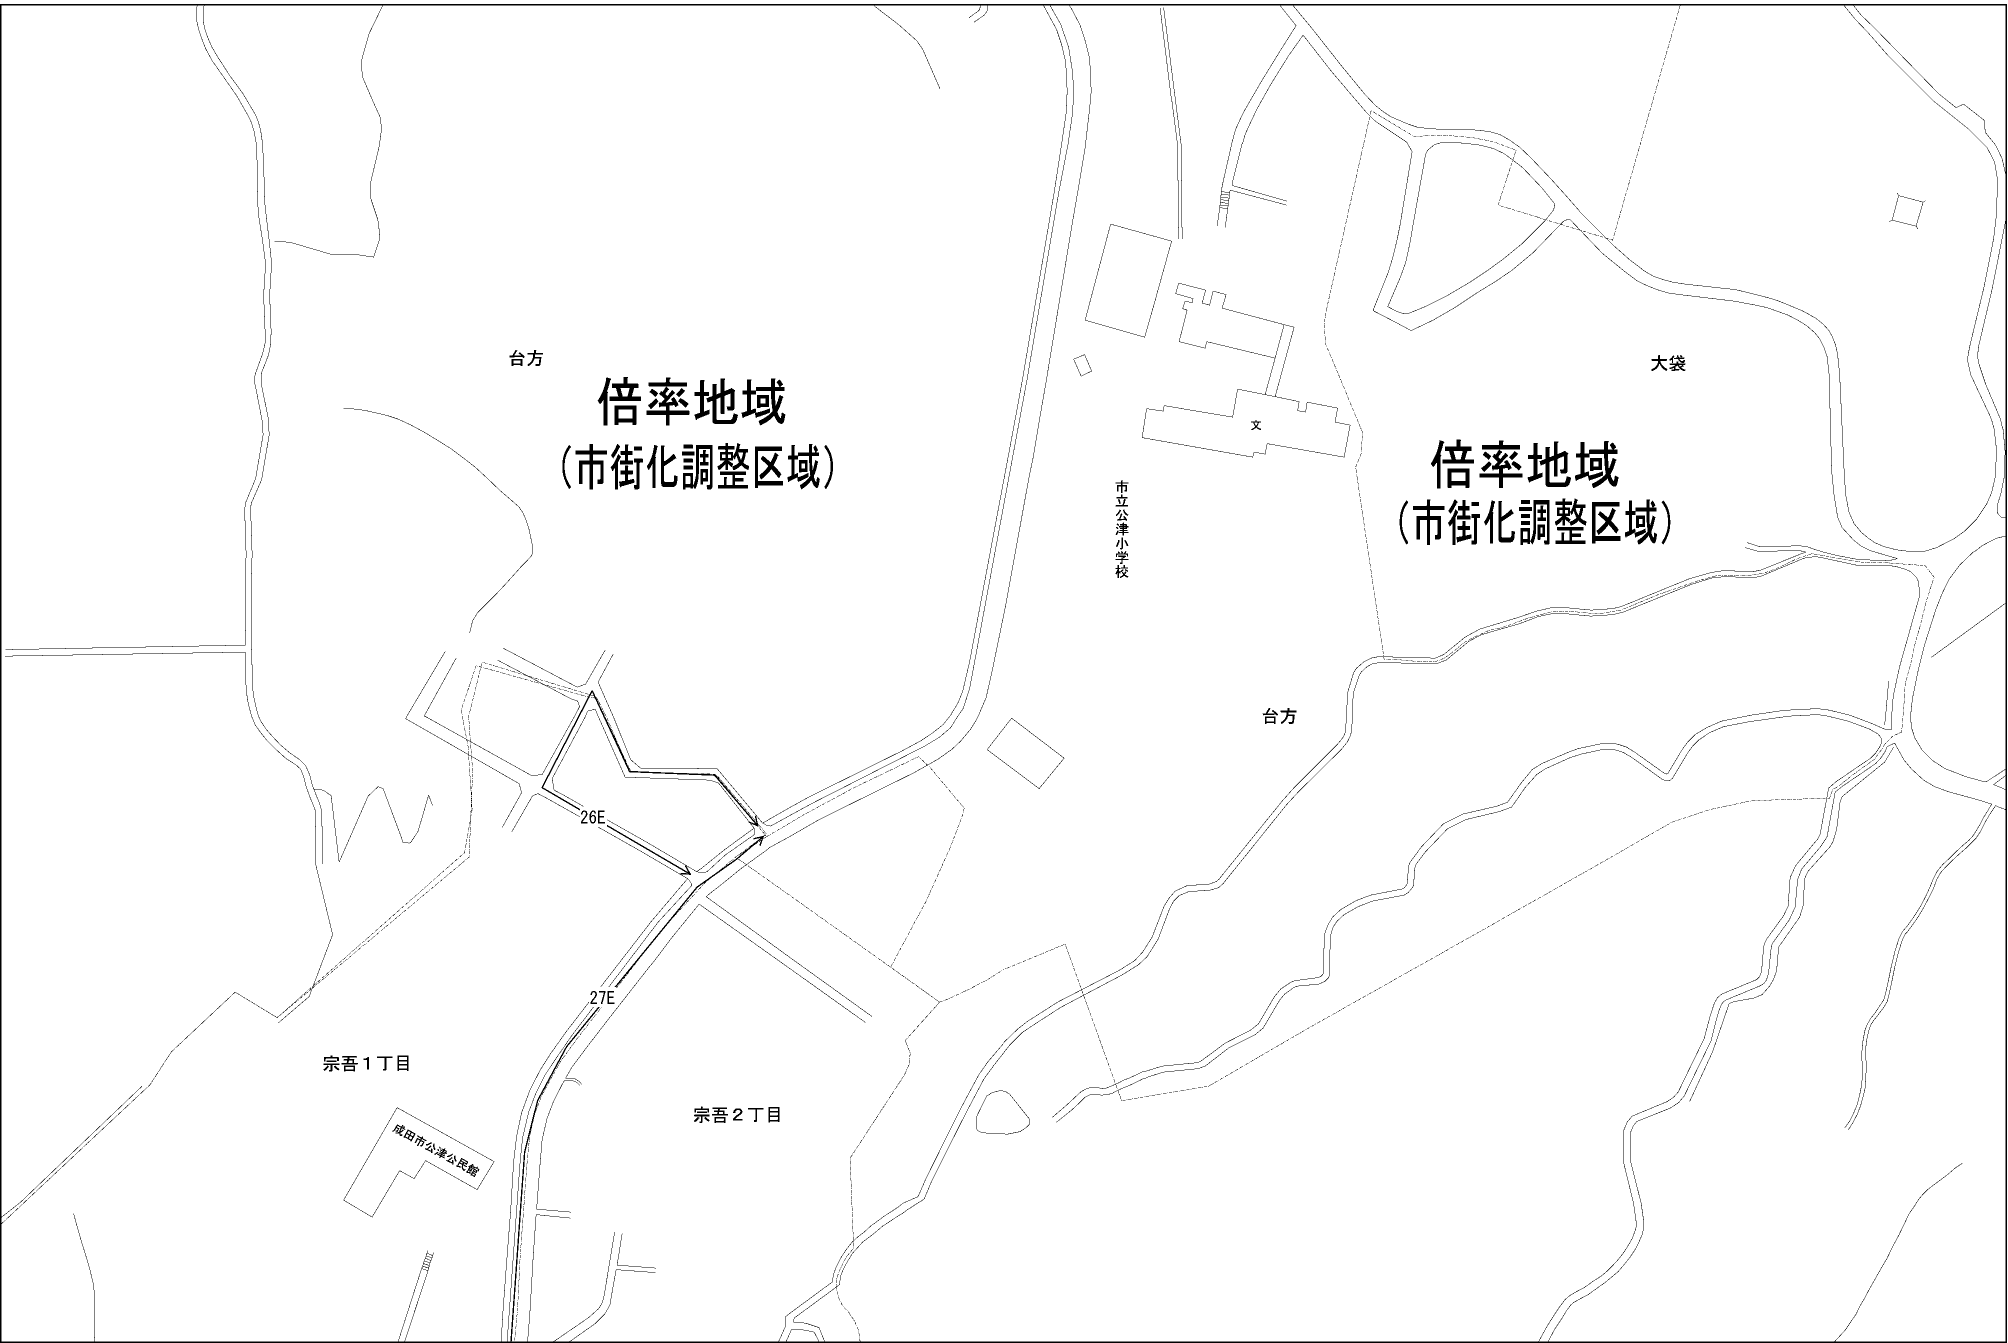 台方
倍率地域
（市街化調整区域）
大袋
倍率地域
（市街化調整区域）
文
市立公津小学校
台方
26E
27E
宗吾１丁目
宗吾２丁目
成田市公津公民館